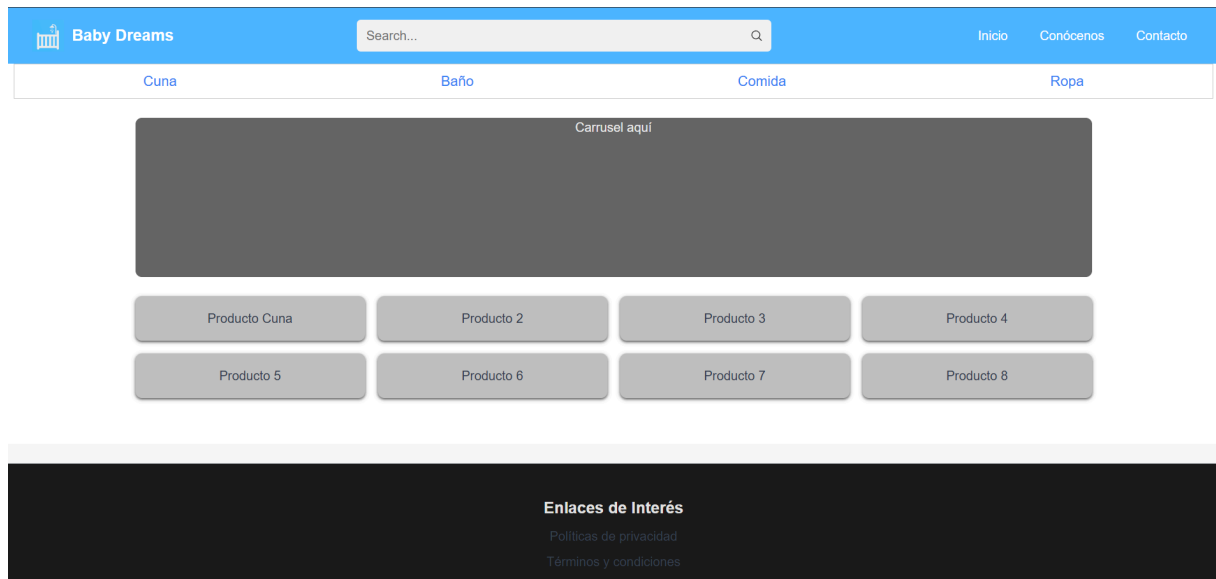 Baby Dreams Search... Inicio Conócenos Contacto
Cuna Baño Comida Ropa
Carrusel aquí
Producto Cuna Producto 2 Producto 3 Producto 4
Producto 5 Producto 6 Producto 7 Producto 8
Enlaces de Interés
Políticas de privacidad
Términos y condiciones